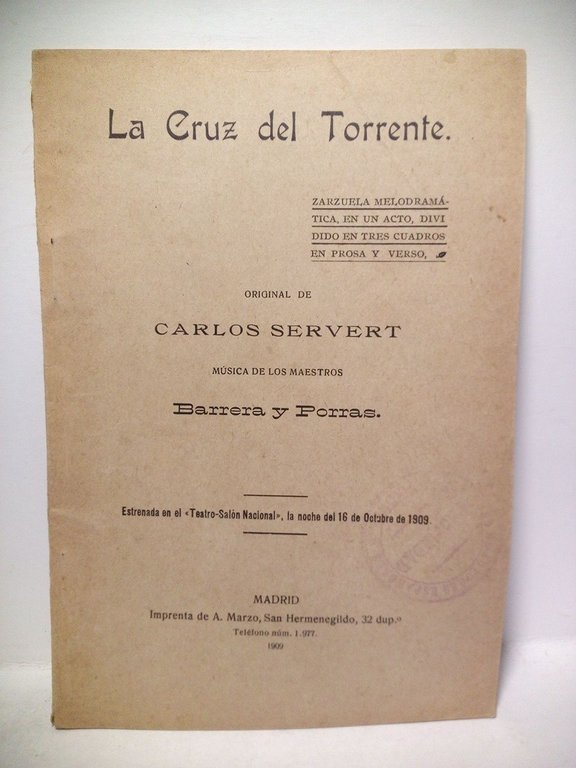 La Cruz del Torrente.
ZARZUELA MELODRAMÁ-
TICA, EN UN ACTO, DIVI
DIDO EN TRES CUADROS
EN PROSA Y VERSO,
ORIGINAL DE
CARLOS SERVERT
MÚSICA DE LOS MAESTROS
Barrera y Porras.
Estrenada en el «Teatro-Salón Nacional», la noche del 16 de Octubre de 1909.
MADRID
Imprenta de A. Marzo, San Hermenegildo, 32 dup.º
Teléfono núm. 1.977.
1909